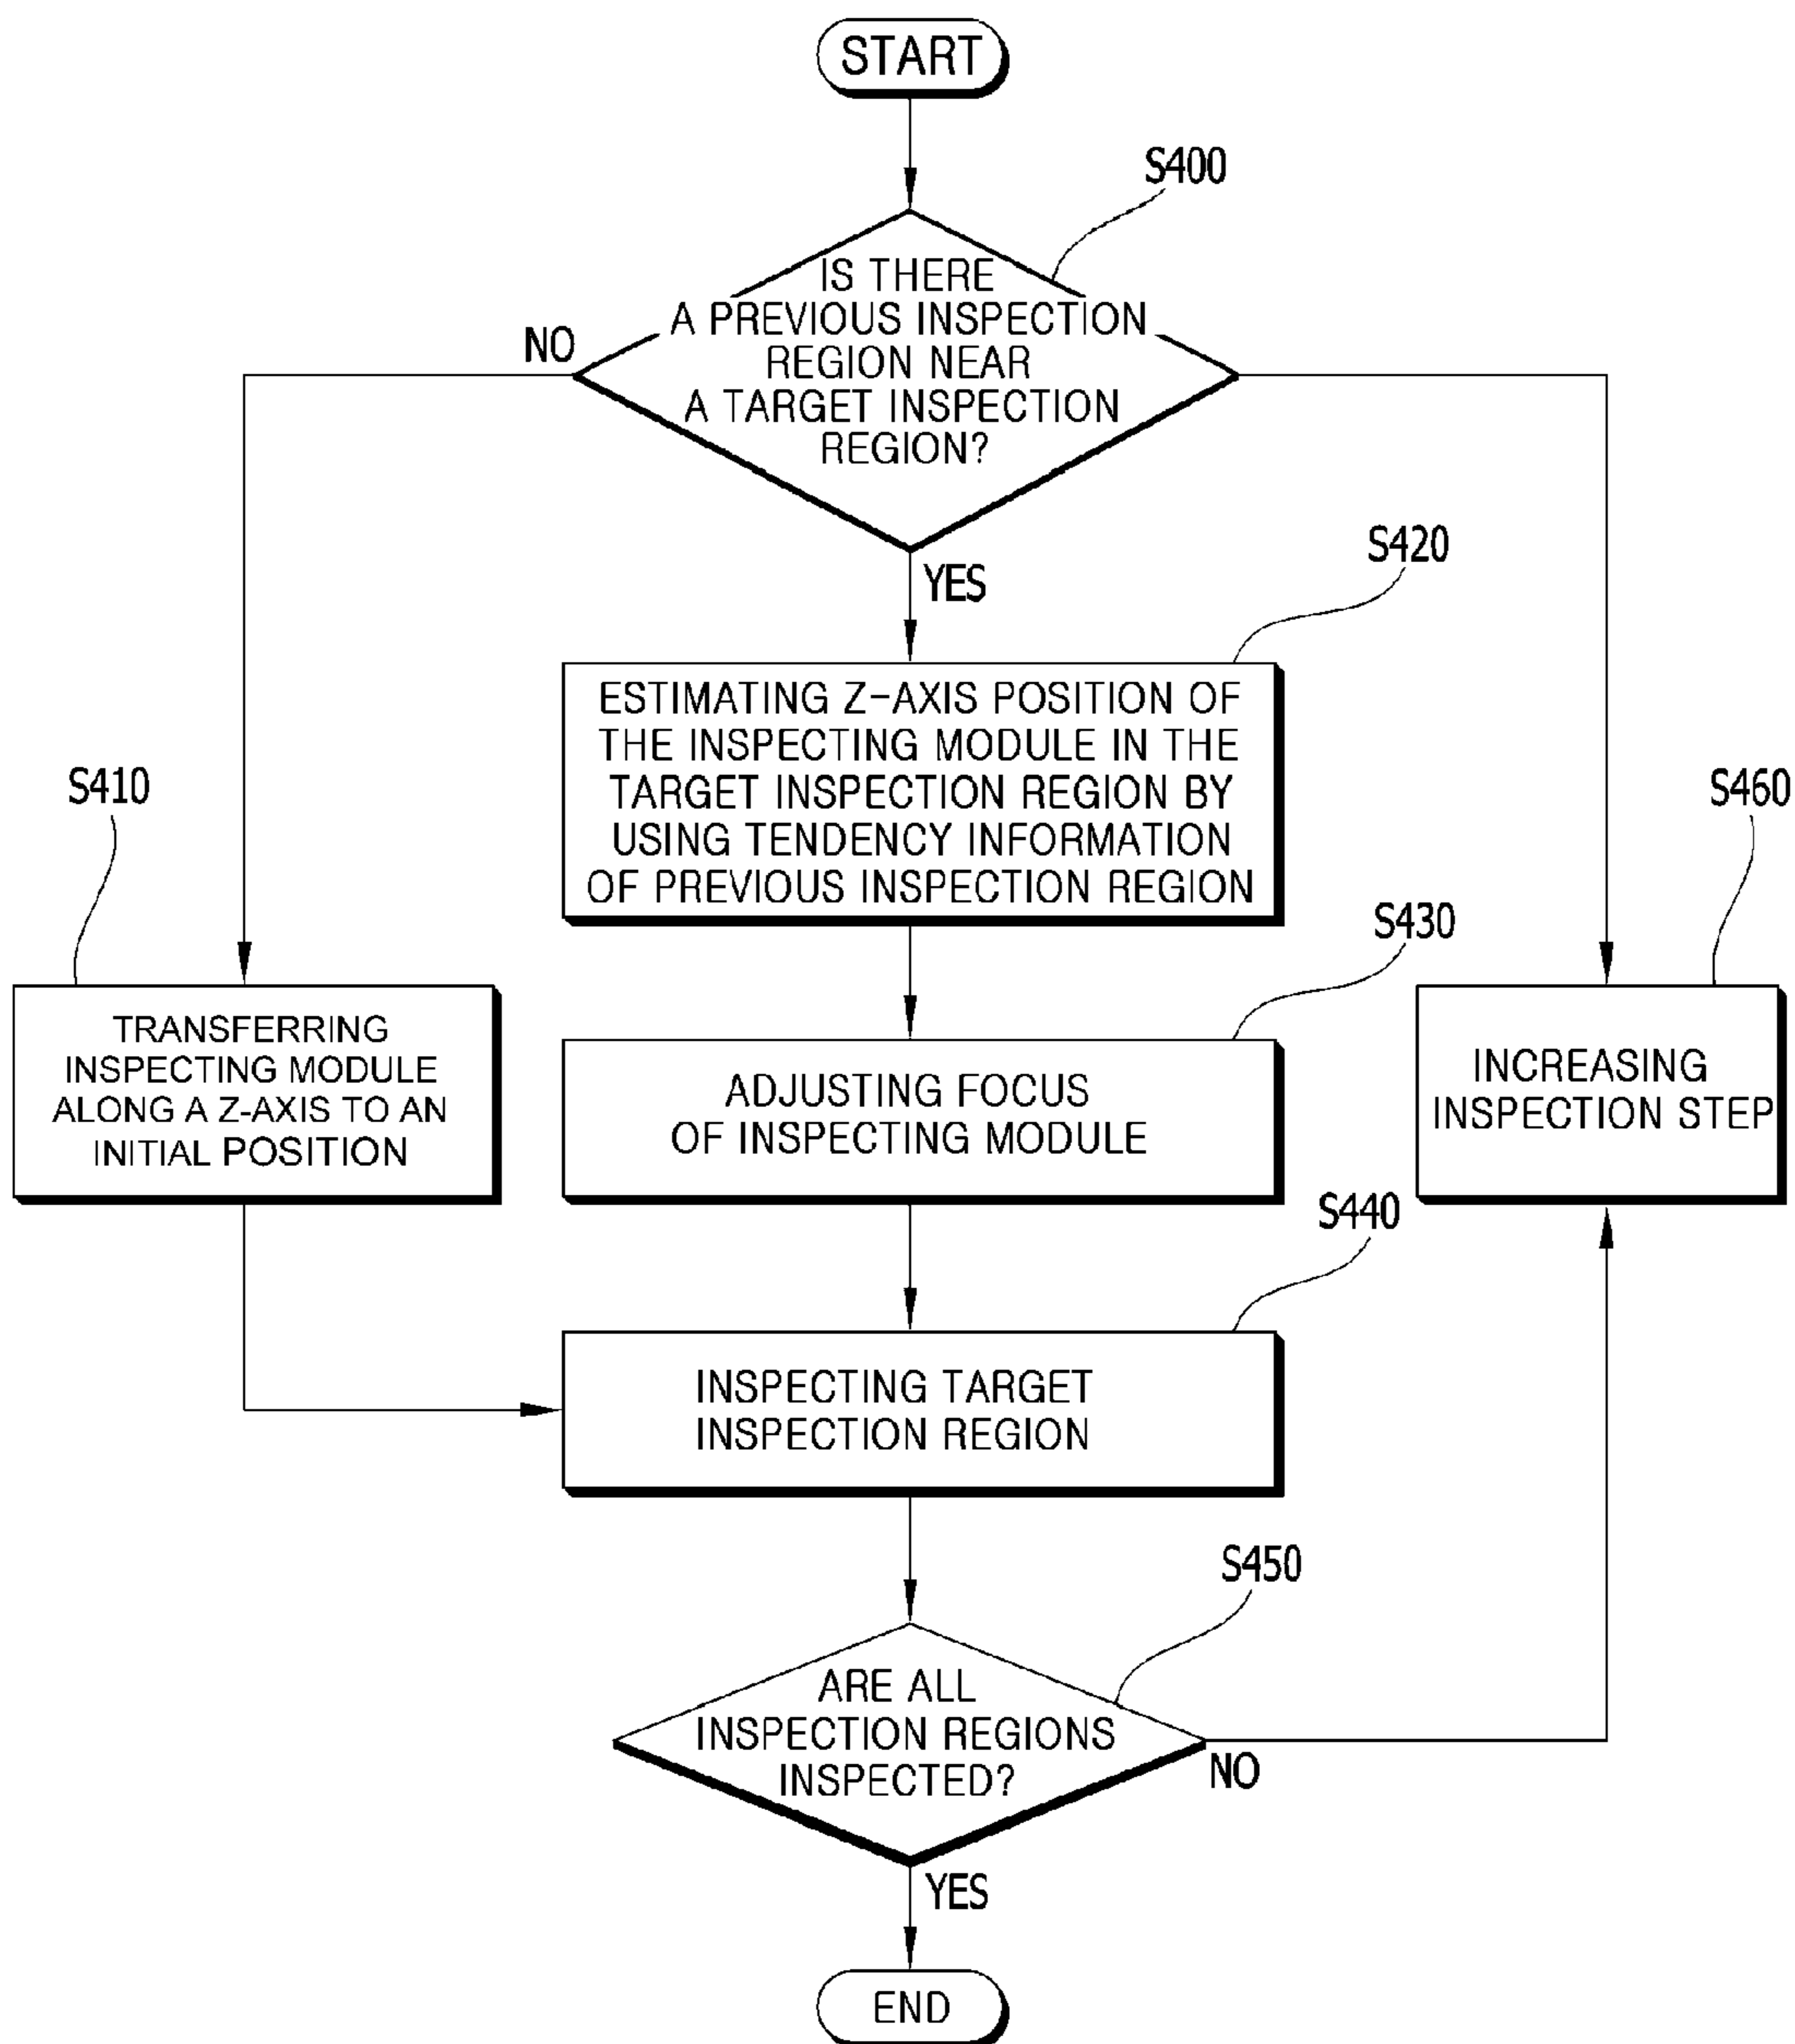 START
S400
IS THERE
A PREVIOUS INSPECTION
REGION NEAR
A TARGET INSPECTION
REGION?
NO
YES
S420
ESTIMATING Z-AXIS POSITION OF
THE INSPECTING MODULE IN THE
TARGET INSPECTION REGION BY
USING TENDENCY INFORMATION
OF PREVIOUS INSPECTION REGION
S410
TRANSFERRING
INSPECTING MODULE
ALONG A Z-AXIS TO AN
INITIAL POSITION
S430
ADJUSTING FOCUS
OF INSPECTING MODULE
S460
INCREASING
INSPECTION STEP
S440
INSPECTING TARGET
INSPECTION REGION
S450
ARE ALL
INSPECTION REGIONS
INSPECTED?
NO
YES
END